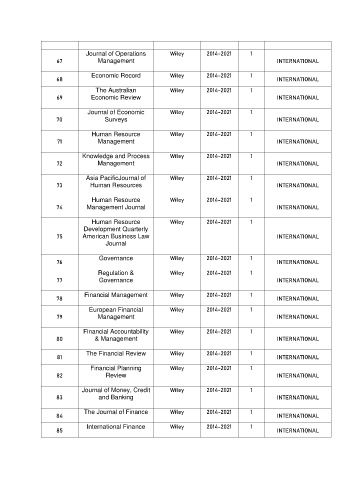 67 Journal of Operations Management Wiley 2014-2021 1 INTERNATIONAL
68 Economic Record Wiley 2014-2021 1 INTERNATIONAL
69 The Australian Economic Review Wiley 2014-2021 1 INTERNATIONAL
70 Journal of Economic Surveys Wiley 2014-2021 1 INTERNATIONAL
71 Human Resource Management Wiley 2014-2021 1 INTERNATIONAL
72 Knowledge and Process Management Wiley 2014-2021 1 INTERNATIONAL
73 Asia PacificJournal of Human Resources Wiley 2014-2021 1 INTERNATIONAL
74 Human Resource Management Journal Wiley 2014-2021 1 INTERNATIONAL
75 Human Resource Development Quarterly American Business Law Journal Wiley 2014-2021 1 INTERNATIONAL
76 Governance Wiley 2014-2021 1 INTERNATIONAL
77 Regulation & Governance Wiley 2014-2021 1 INTERNATIONAL
78 Financial Management Wiley 2014-2021 1 INTERNATIONAL
79 European Financial Management Wiley 2014-2021 1 INTERNATIONAL
80 Financial Accountability & Management Wiley 2014-2021 1 INTERNATIONAL
81 The Financial Review Wiley 2014-2021 1 INTERNATIONAL
82 Financial Planning Review Wiley 2014-2021 1 INTERNATIONAL
83 Journal of Money, Credit and Banking Wiley 2014-2021 1 INTERNATIONAL
84 The Journal of Finance Wiley 2014-2021 1 INTERNATIONAL
85 International Finance Wiley 2014-2021 1 INTERNATIONAL